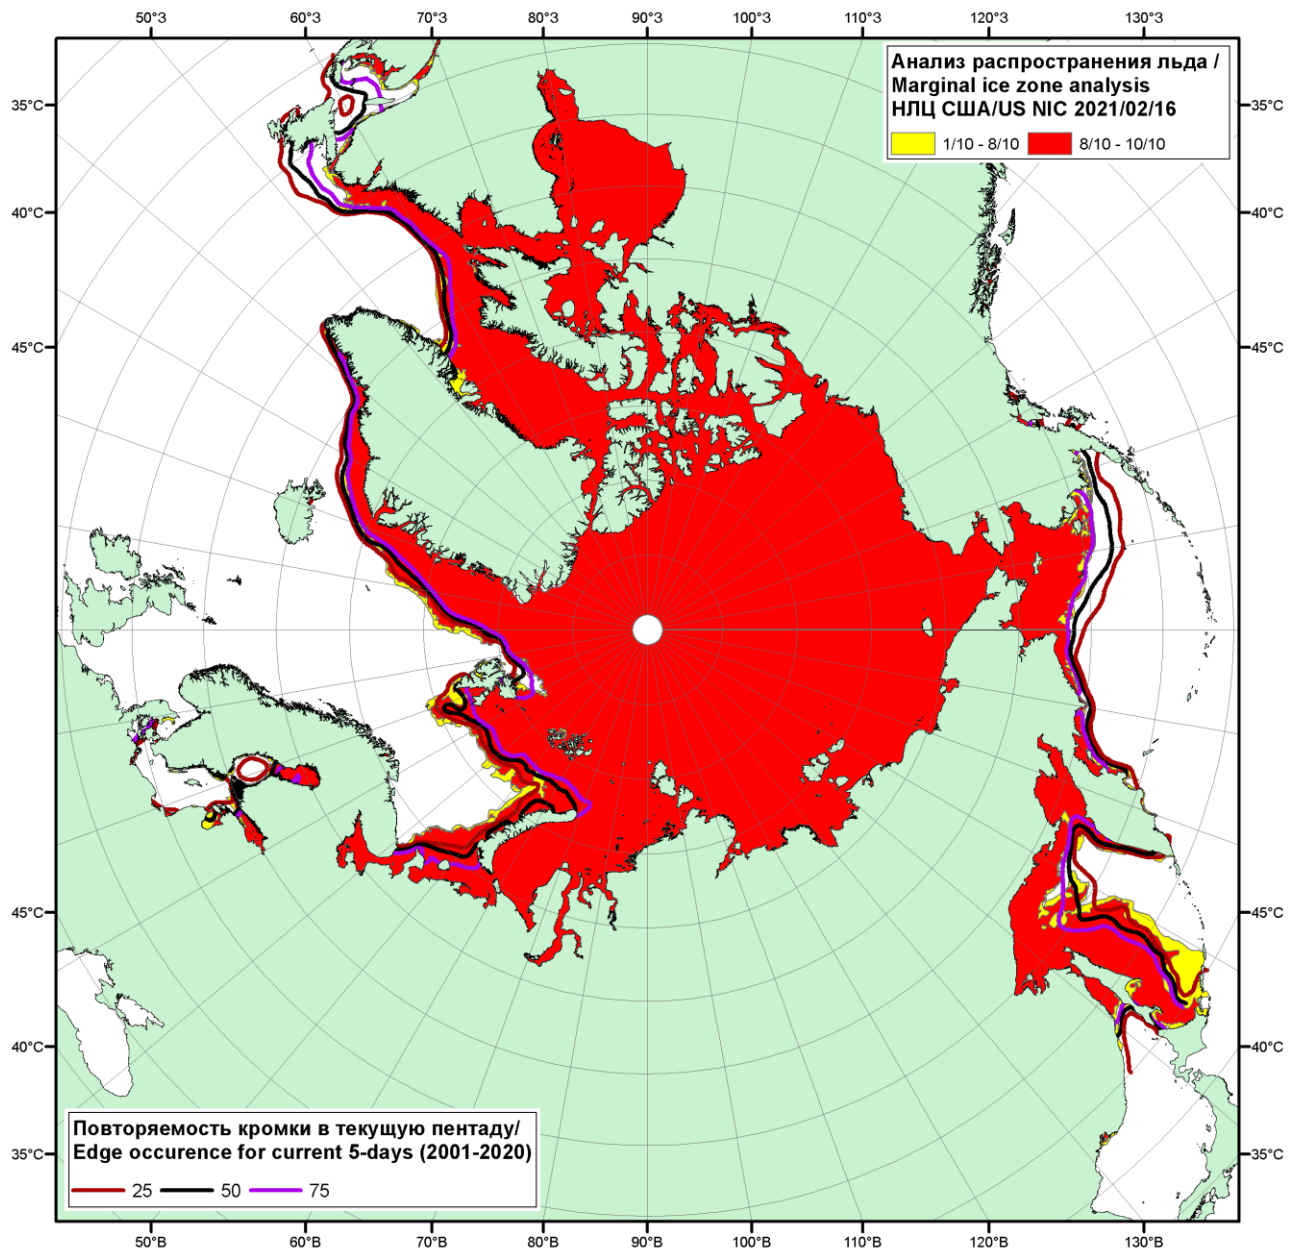 50°З 60°З 70°З 80°З 90°З 100°З 110°З 120°З 130°З
Анализ распространения льда /
Marginal ice zone analysis
НЛЦ США/US NIC 2021/02/16
1/10 - 8/10 8/10 - 10/10
35°С 35°С
40°С 40°С
45°С 45°С
45°С 45°С
40°С 40°С
35°С 35°С
Повторяемость кромки в текущую пентаду/
Edge occurence for current 5-days (2001-2020)
25 50 75
50°В 60°В 70°В 80°В 90°В 100°В 110°В 120°В 130°В